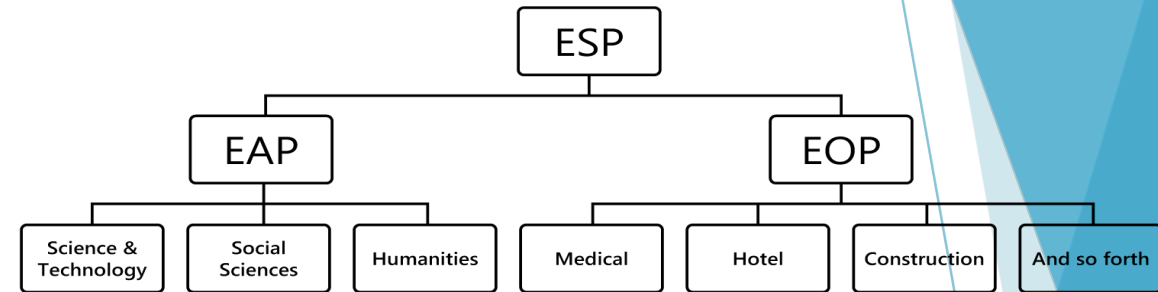 ESP
EAP
EOP
Science &
Technology
Social
Sciences
Humanities
Medical
Hotel
Construction
And so forth